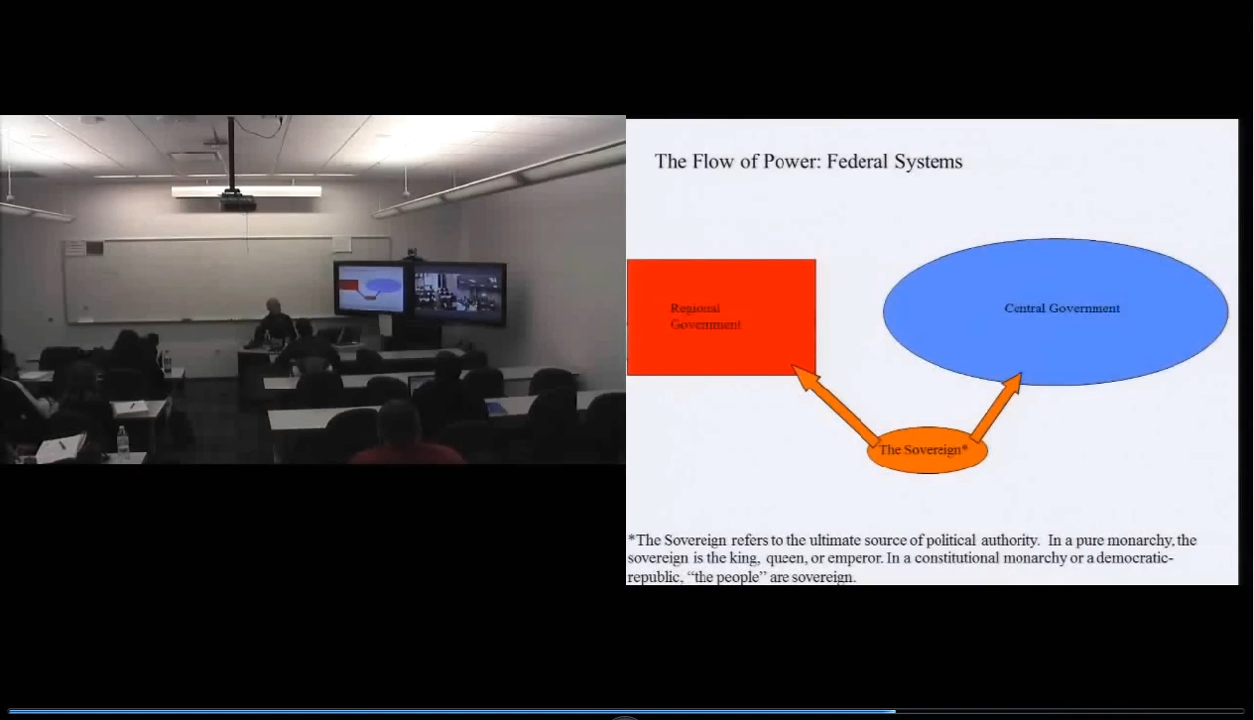 The Flow of Power: Federal Systems
Regional
Government
Central Government
The Sovereign*
*The Sovereign refers to the ultimate source of political authority. In a pure monarchy, the
sovereign is the king, queen, or emperor. In a constitutional monarchy or a democratic-
republic, “the people” are sovereign.